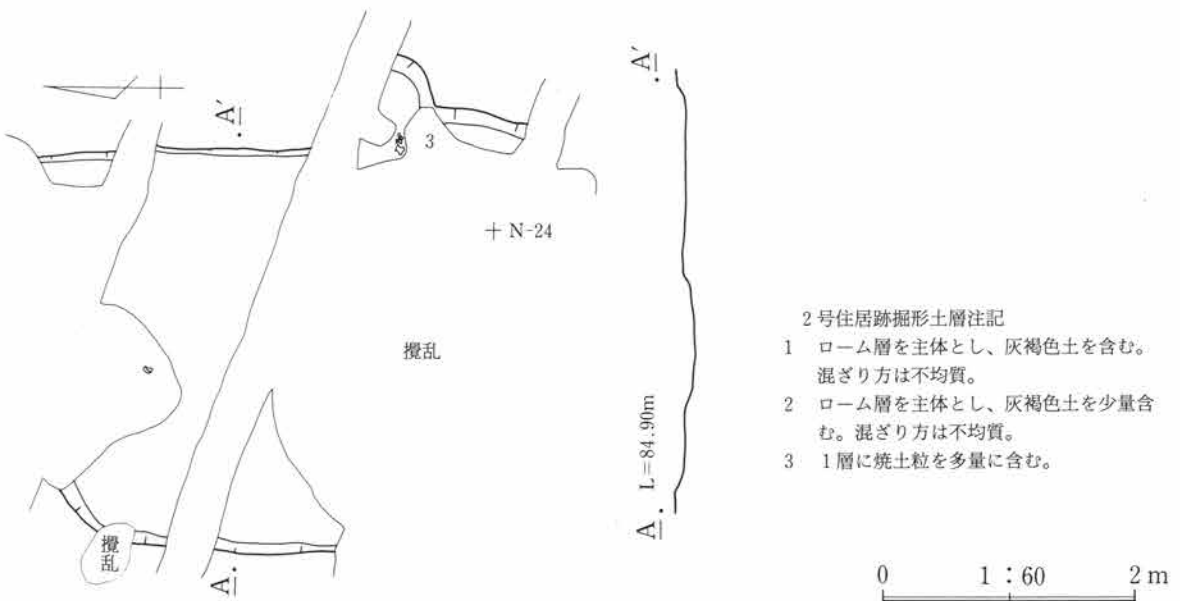 A′
3
+ N-24
攪乱
攪乱
A
A′
L=84.90m
A
2号住居跡掘形土層注記
1 ローム層を主体とし、灰褐色土を含む。
混ざり方は不均質。
2 ローム層を主体とし、灰褐色土を少量含
む。混ざり方は不均質。
3 1層に焼土粒を多量に含む。
0 1:60 2m